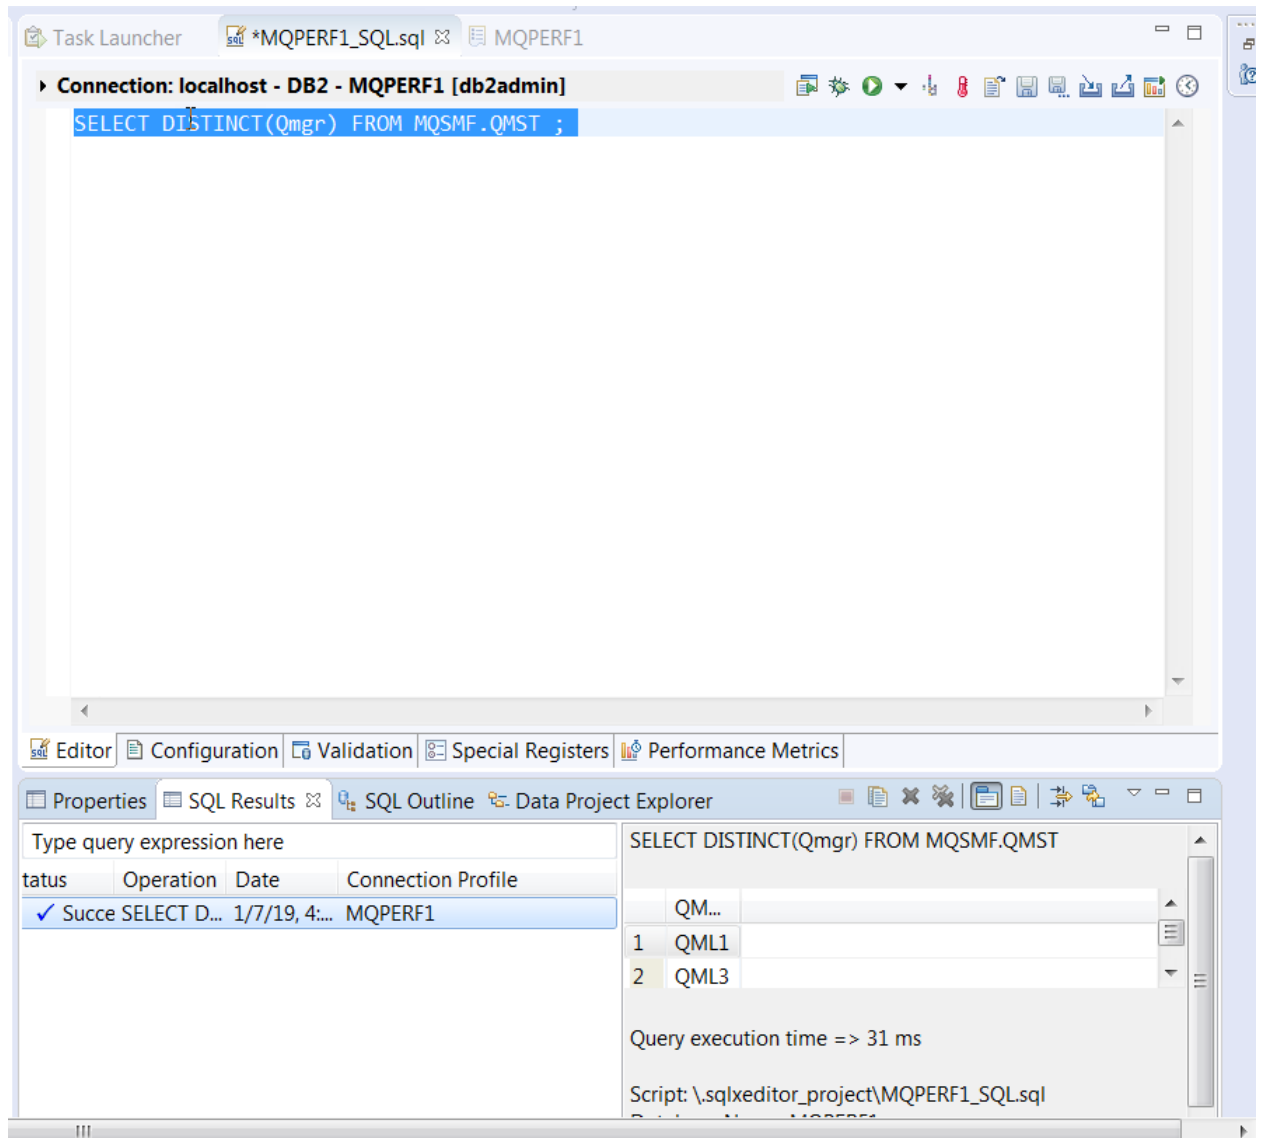 Task Launcher *MQPERF1_SQL.sql MQPERF1
Connection: localhost - DB2 - MQPERF1 [db2admin]
SELECT DISTINCT(Qmgr) FROM MQSMF.QMST ;
Editor Configuration Validation Special Registers Performance Metrics
Properties SQL Results SQL Outline Data Project Explorer
Type query expression here
tatus Operation Date Connection Profile
Succe SELECT D... 1/7/19, 4:... MQPERF1
SELECT DISTINCT(Qmgr) FROM MQSMF.QMST
QM...
1 QML1
2 QML3
Query execution time => 31 ms
Script: \.sqlxeditor_project\MQPERF1_SQL.sql